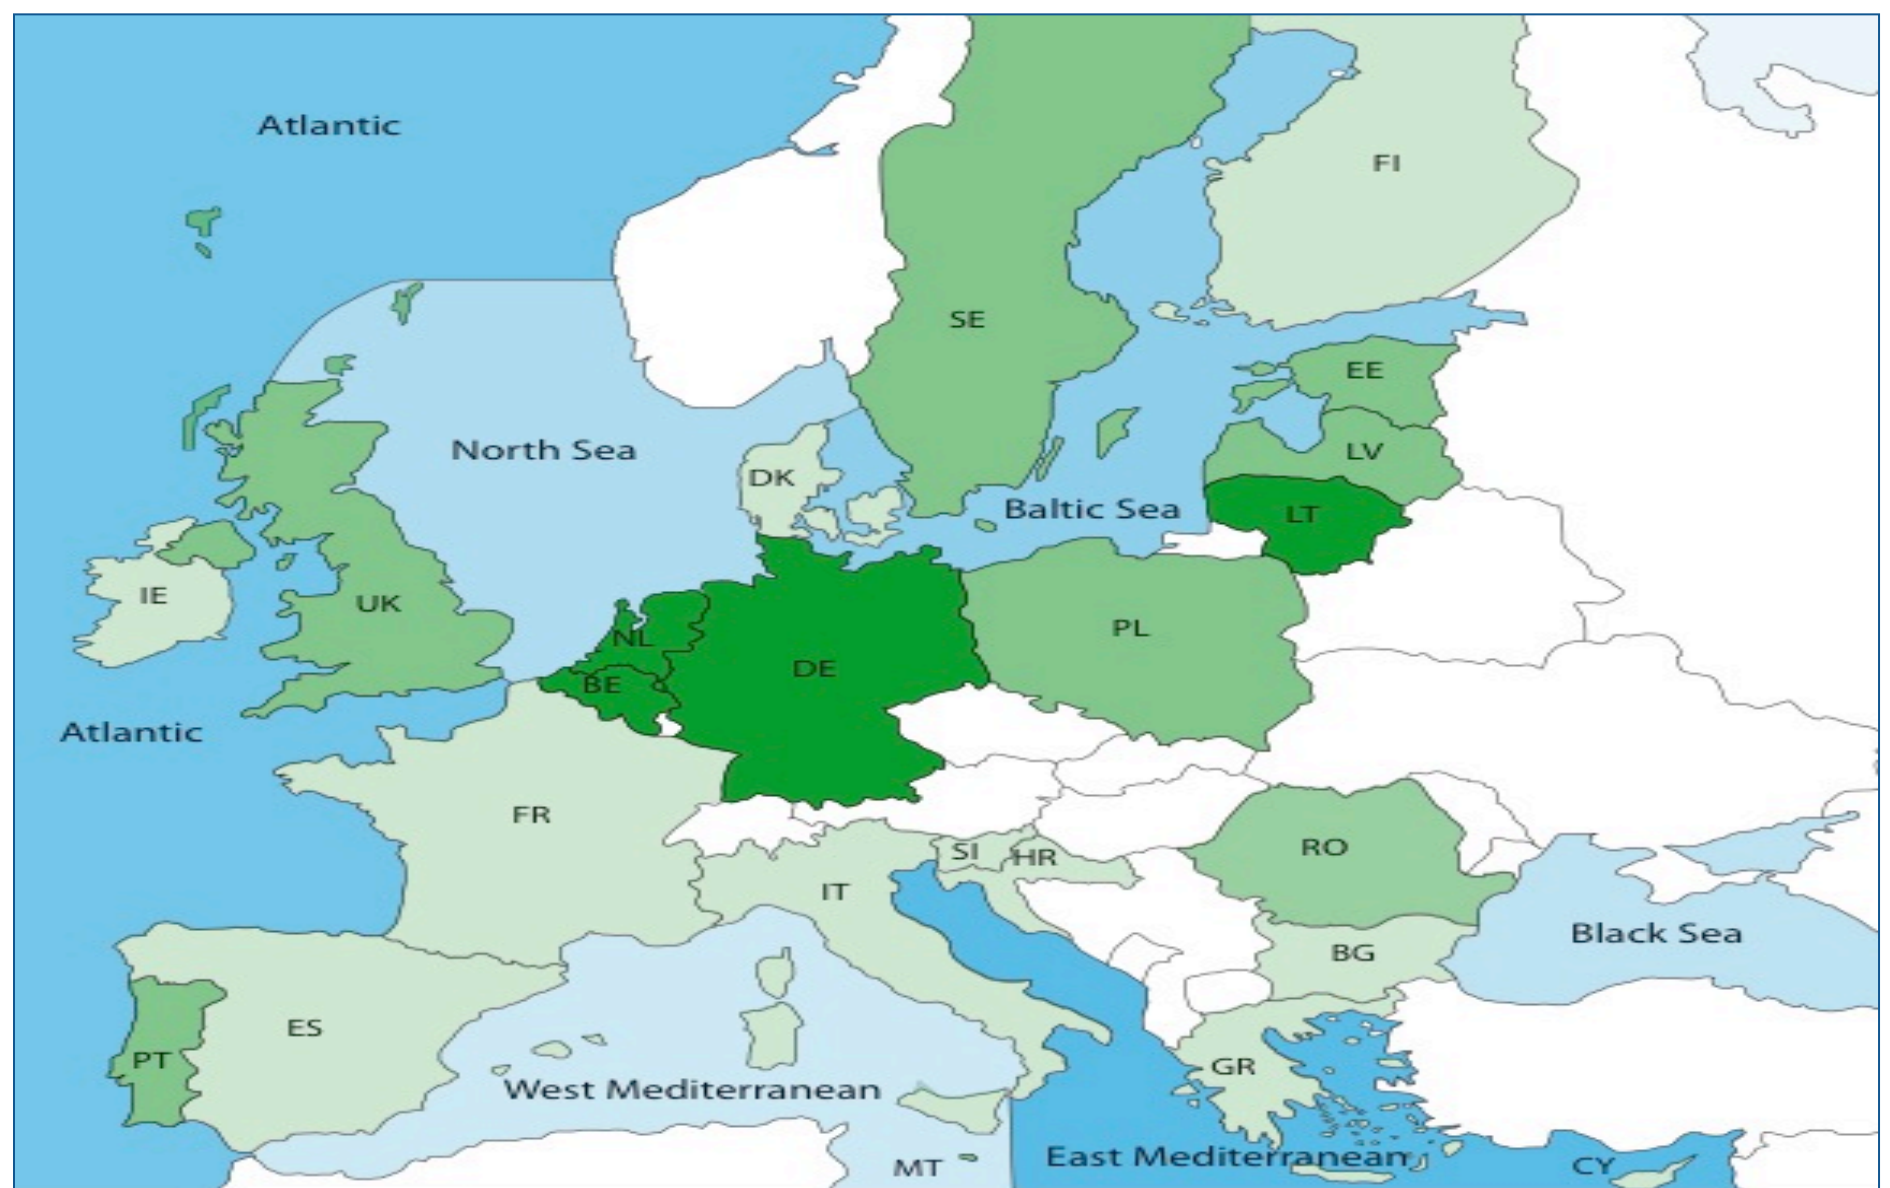 Atlantic
FI
SE
EE
North Sea
LV
DK
Baltic Sea
LT
IE
UK
PL
NL
DE
BE
Atlantic
FR
RO
SI
HR
IT
Black Sea
BG
ES
PT
GR
West Mediterranean
East Mediterranean
MT
CY